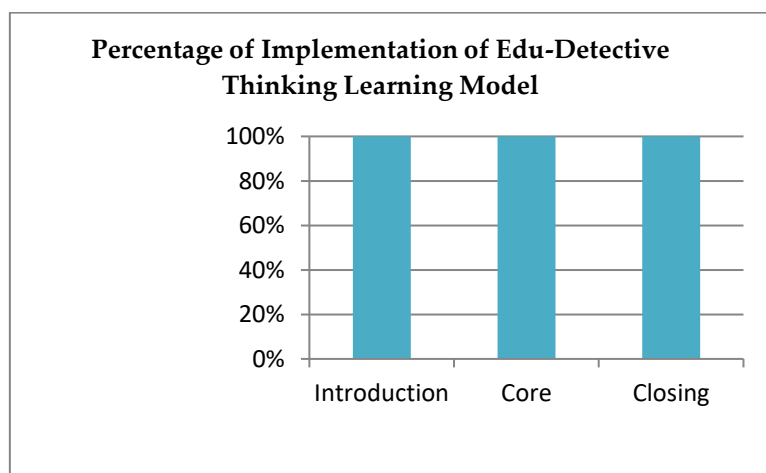 Percentage of Implementation of Edu-Detective
Thinking Learning Model
100%
80%
60%
40%
20%
0%
Introduction Core Closing